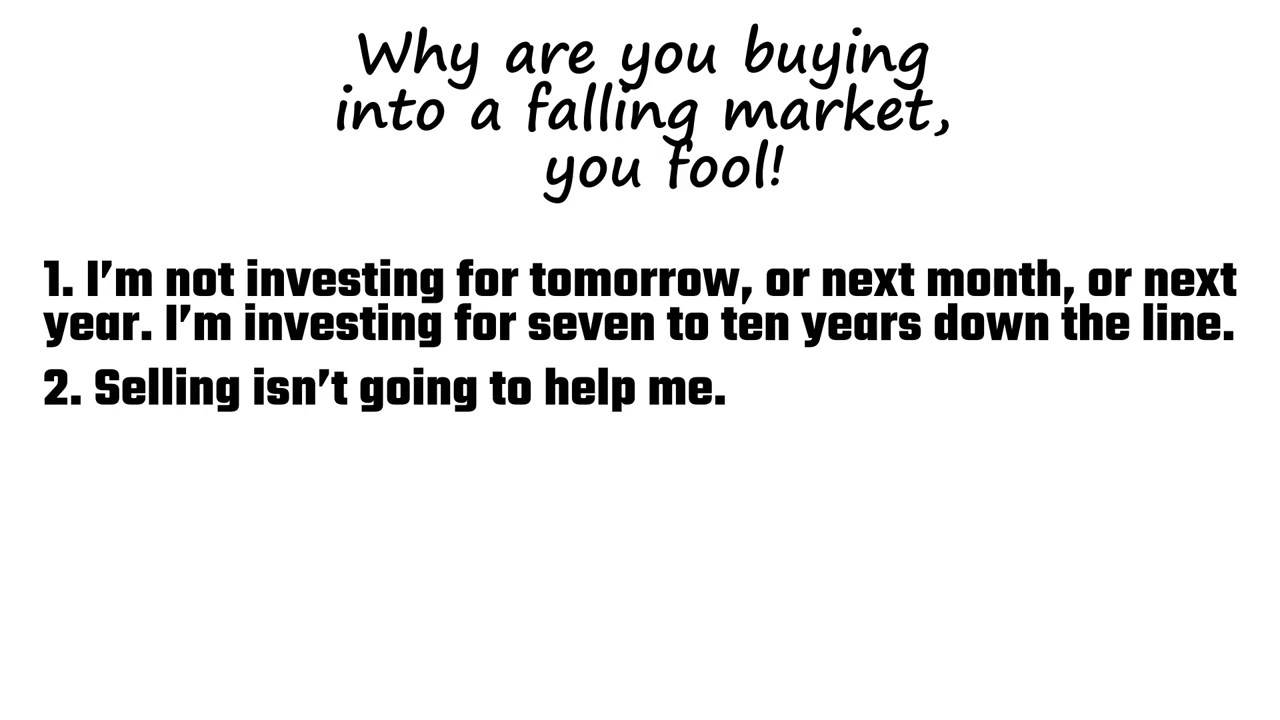 Why are you buying
into a falling market,
you fool!
1. I’m not investing for tomorrow, or next month, or next
year. I’m investing for seven to ten years down the line.
2. Selling isn’t going to help me.